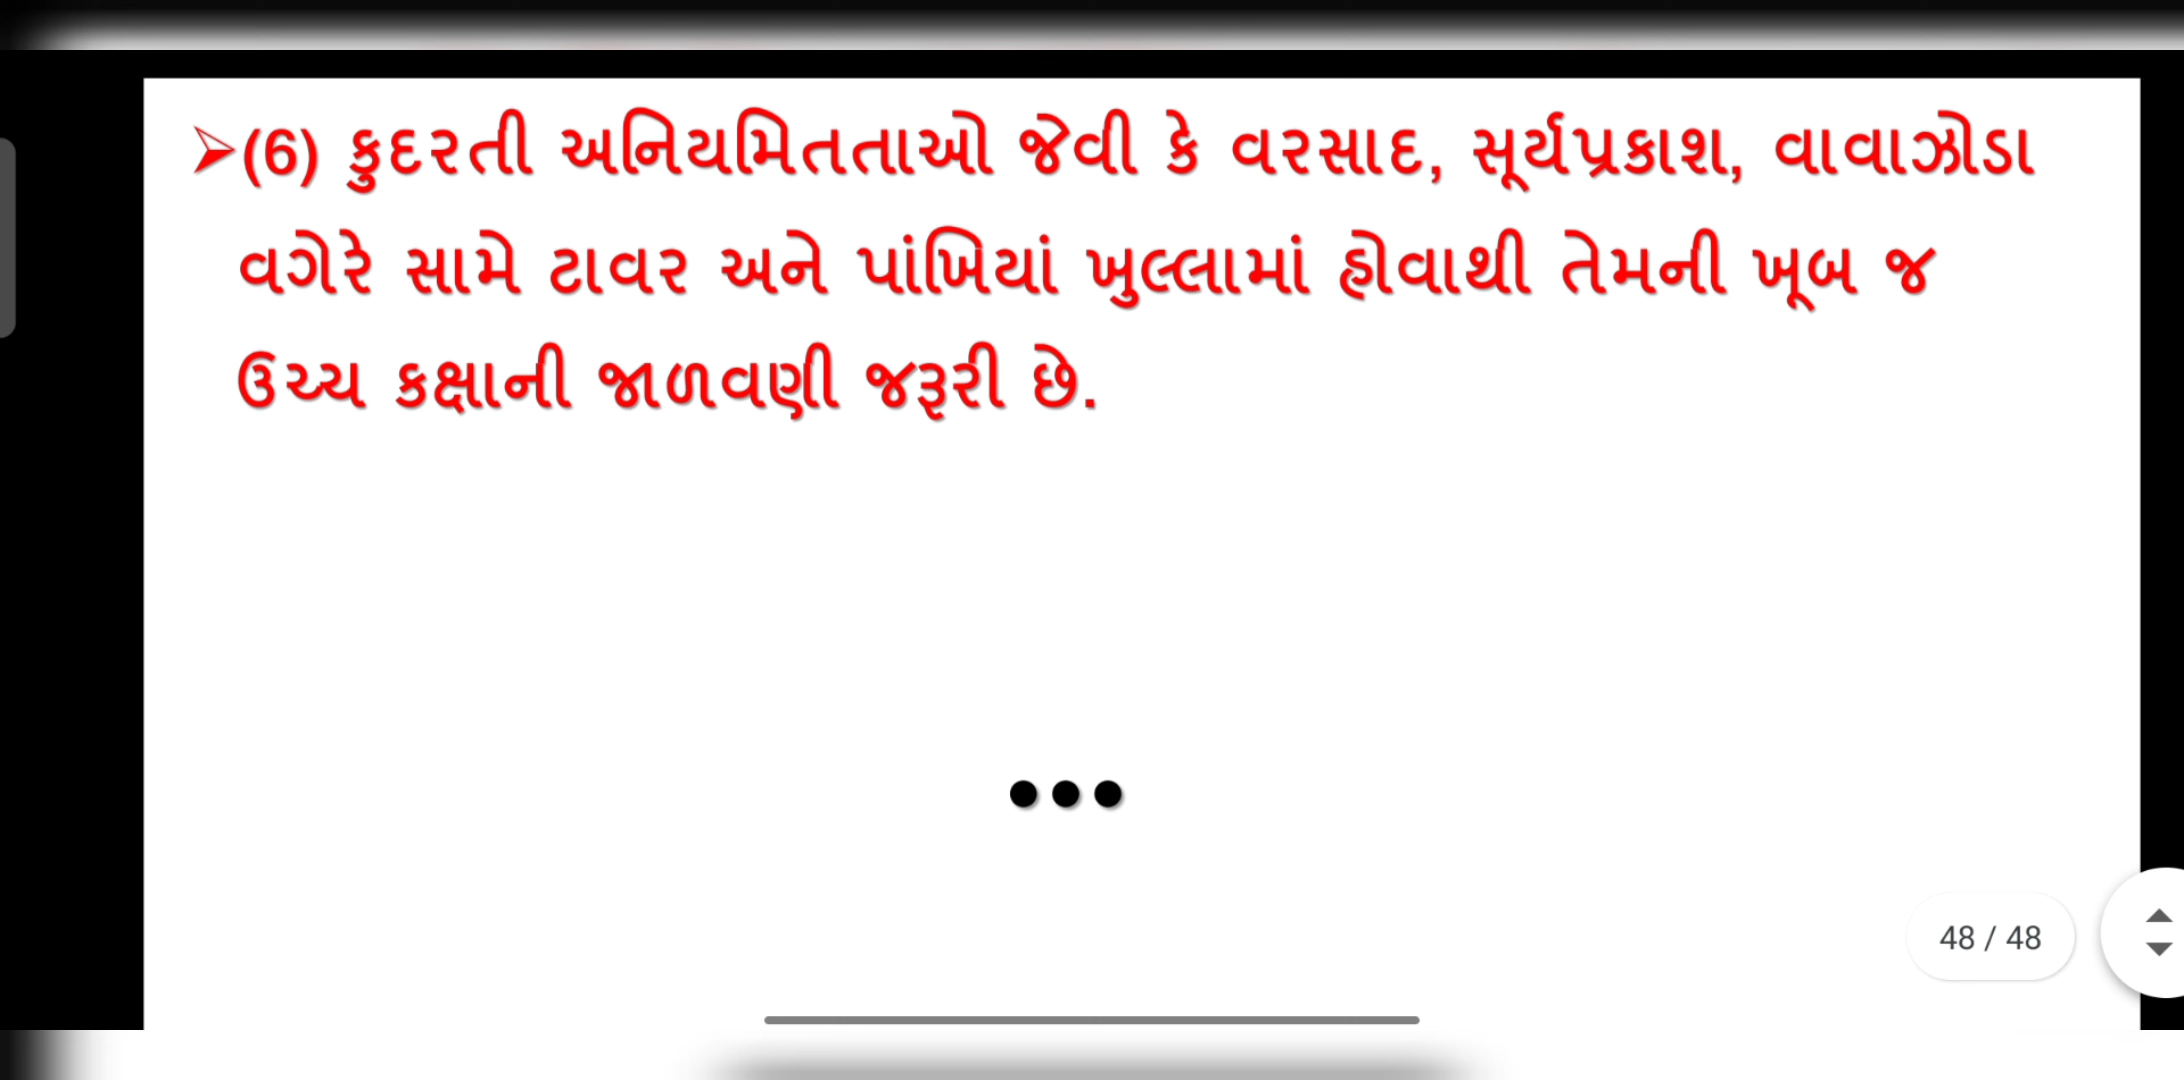 ➢(6) કુદરતી અનિયમિતતાઓ જેવી કે વરસાદ, સૂર્યપ્રકાશ, વાવાઝોડા
વગેરે સામે ટાવર અને પાંખિયાં ખુલ્લામાં હોવાથી તેમની ખૂબ જ
ઉચ્ચ કક્ષાની જાળવણી જરૂરી છે.
●●●
48 / 48